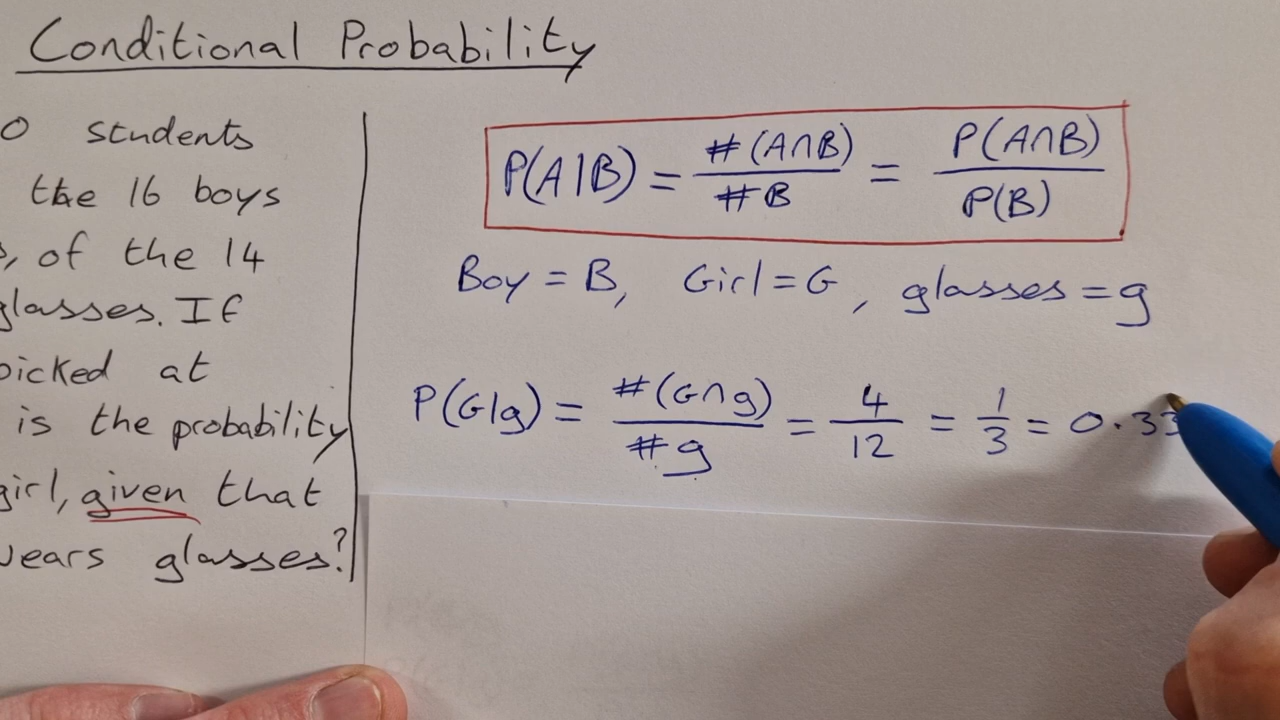 Conditional Probability
0 students
the 16 boys
, of the 14
glasses. If
picked at
is the probability
girl, given that
wears glasses?
P(A|B) = #(A∩B) / #B = P(A∩B) / P(B)
Boy = B, Girl = G, glasses = g
P(G|g) = #(G∩g) / #g = 4/12 = 1/3 = 0.33